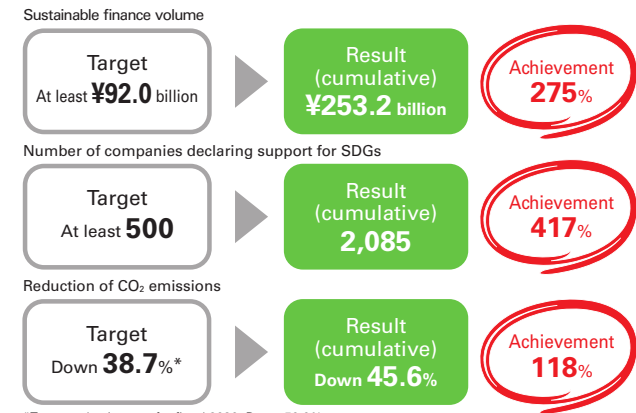 Sustainable finance volume
Target
At least ¥92.0 billion
Result
(cumulative)
¥253.2 billion
Achievement
275%
Number of companies declaring support for SDGs
Target
At least 500
Result
(cumulative)
2,085
Achievement
417%
Reduction of CO₂ emissions
Target
Down 38.7%*
Result
(cumulative)
Down 45.6%
Achievement
118%